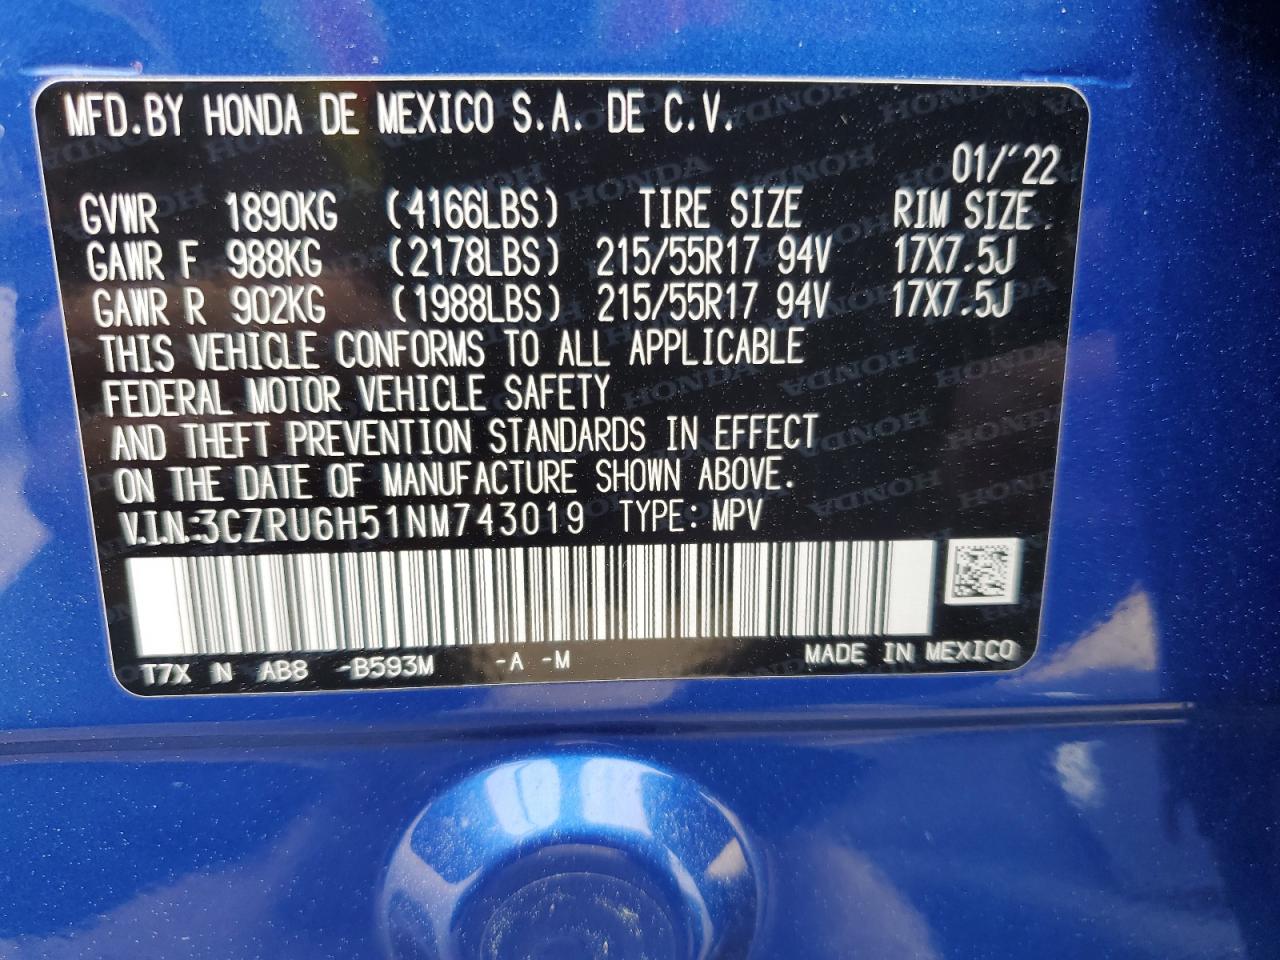 MFD.BY HONDA DE MEXICO S.A. DE C.V.
01/'22
GVWR 1890KG (4166LBS) TIRE SIZE RIM SIZE
GAWR F 988KG (2178LBS) 215/55R17 94V 17X7.5J
GAWR R 902KG (1988LBS) 215/55R17 94V 17X7.5J
THIS VEHICLE CONFORMS TO ALL APPLICABLE
FEDERAL MOTOR VEHICLE SAFETY
AND THEFT PREVENTION STANDARDS IN EFFECT
ON THE DATE OF MANUFACTURE SHOWN ABOVE.
V.I.N:3CZRU6H51NM743019 TYPE:MPV
T7X N AB8 -B593M -A -M MADE IN MEXICO